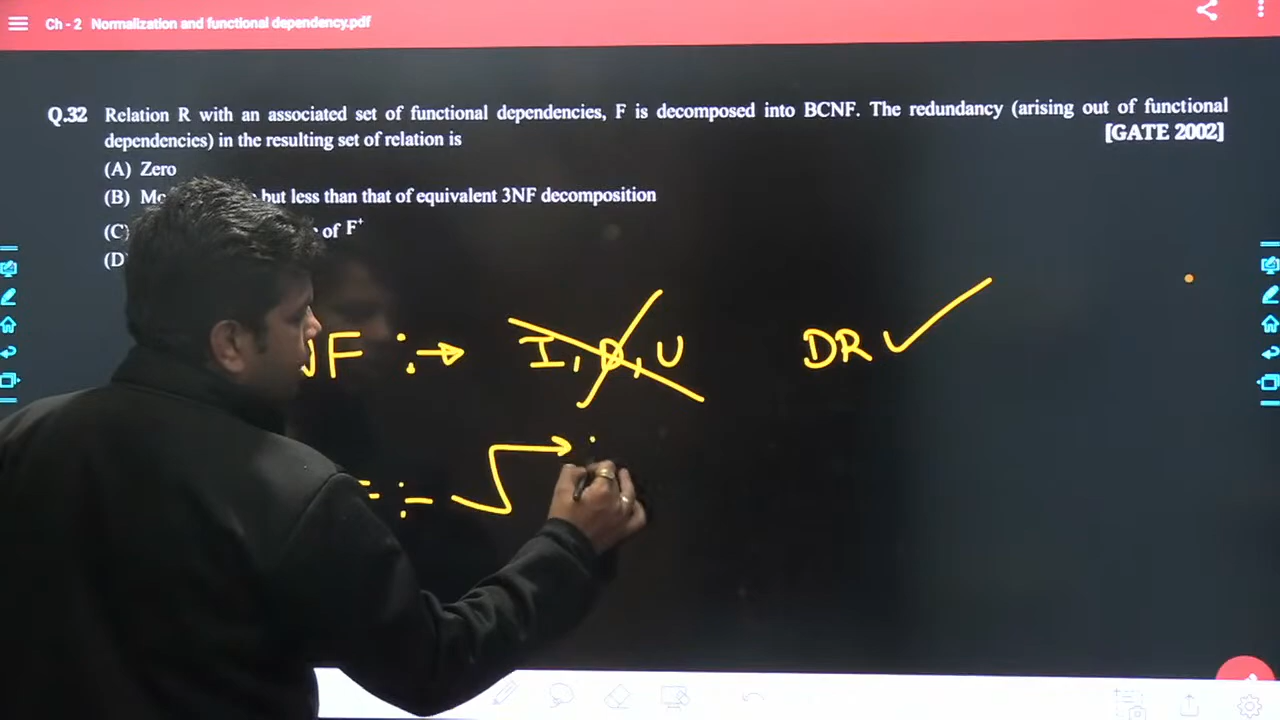 Ch - 2 Normalization and functional dependency.pdf
Q.32 Relation R with an associated set of functional dependencies, F is decomposed into BCNF. The redundancy (arising out of functional
dependencies) in the resulting set of relation is [GATE 2002]
(A) Zero
(B) but less than that of equivalent 3NF decomposition
(C) of F⁺
(D)
NF :→ I, D, U DR ✓
:-